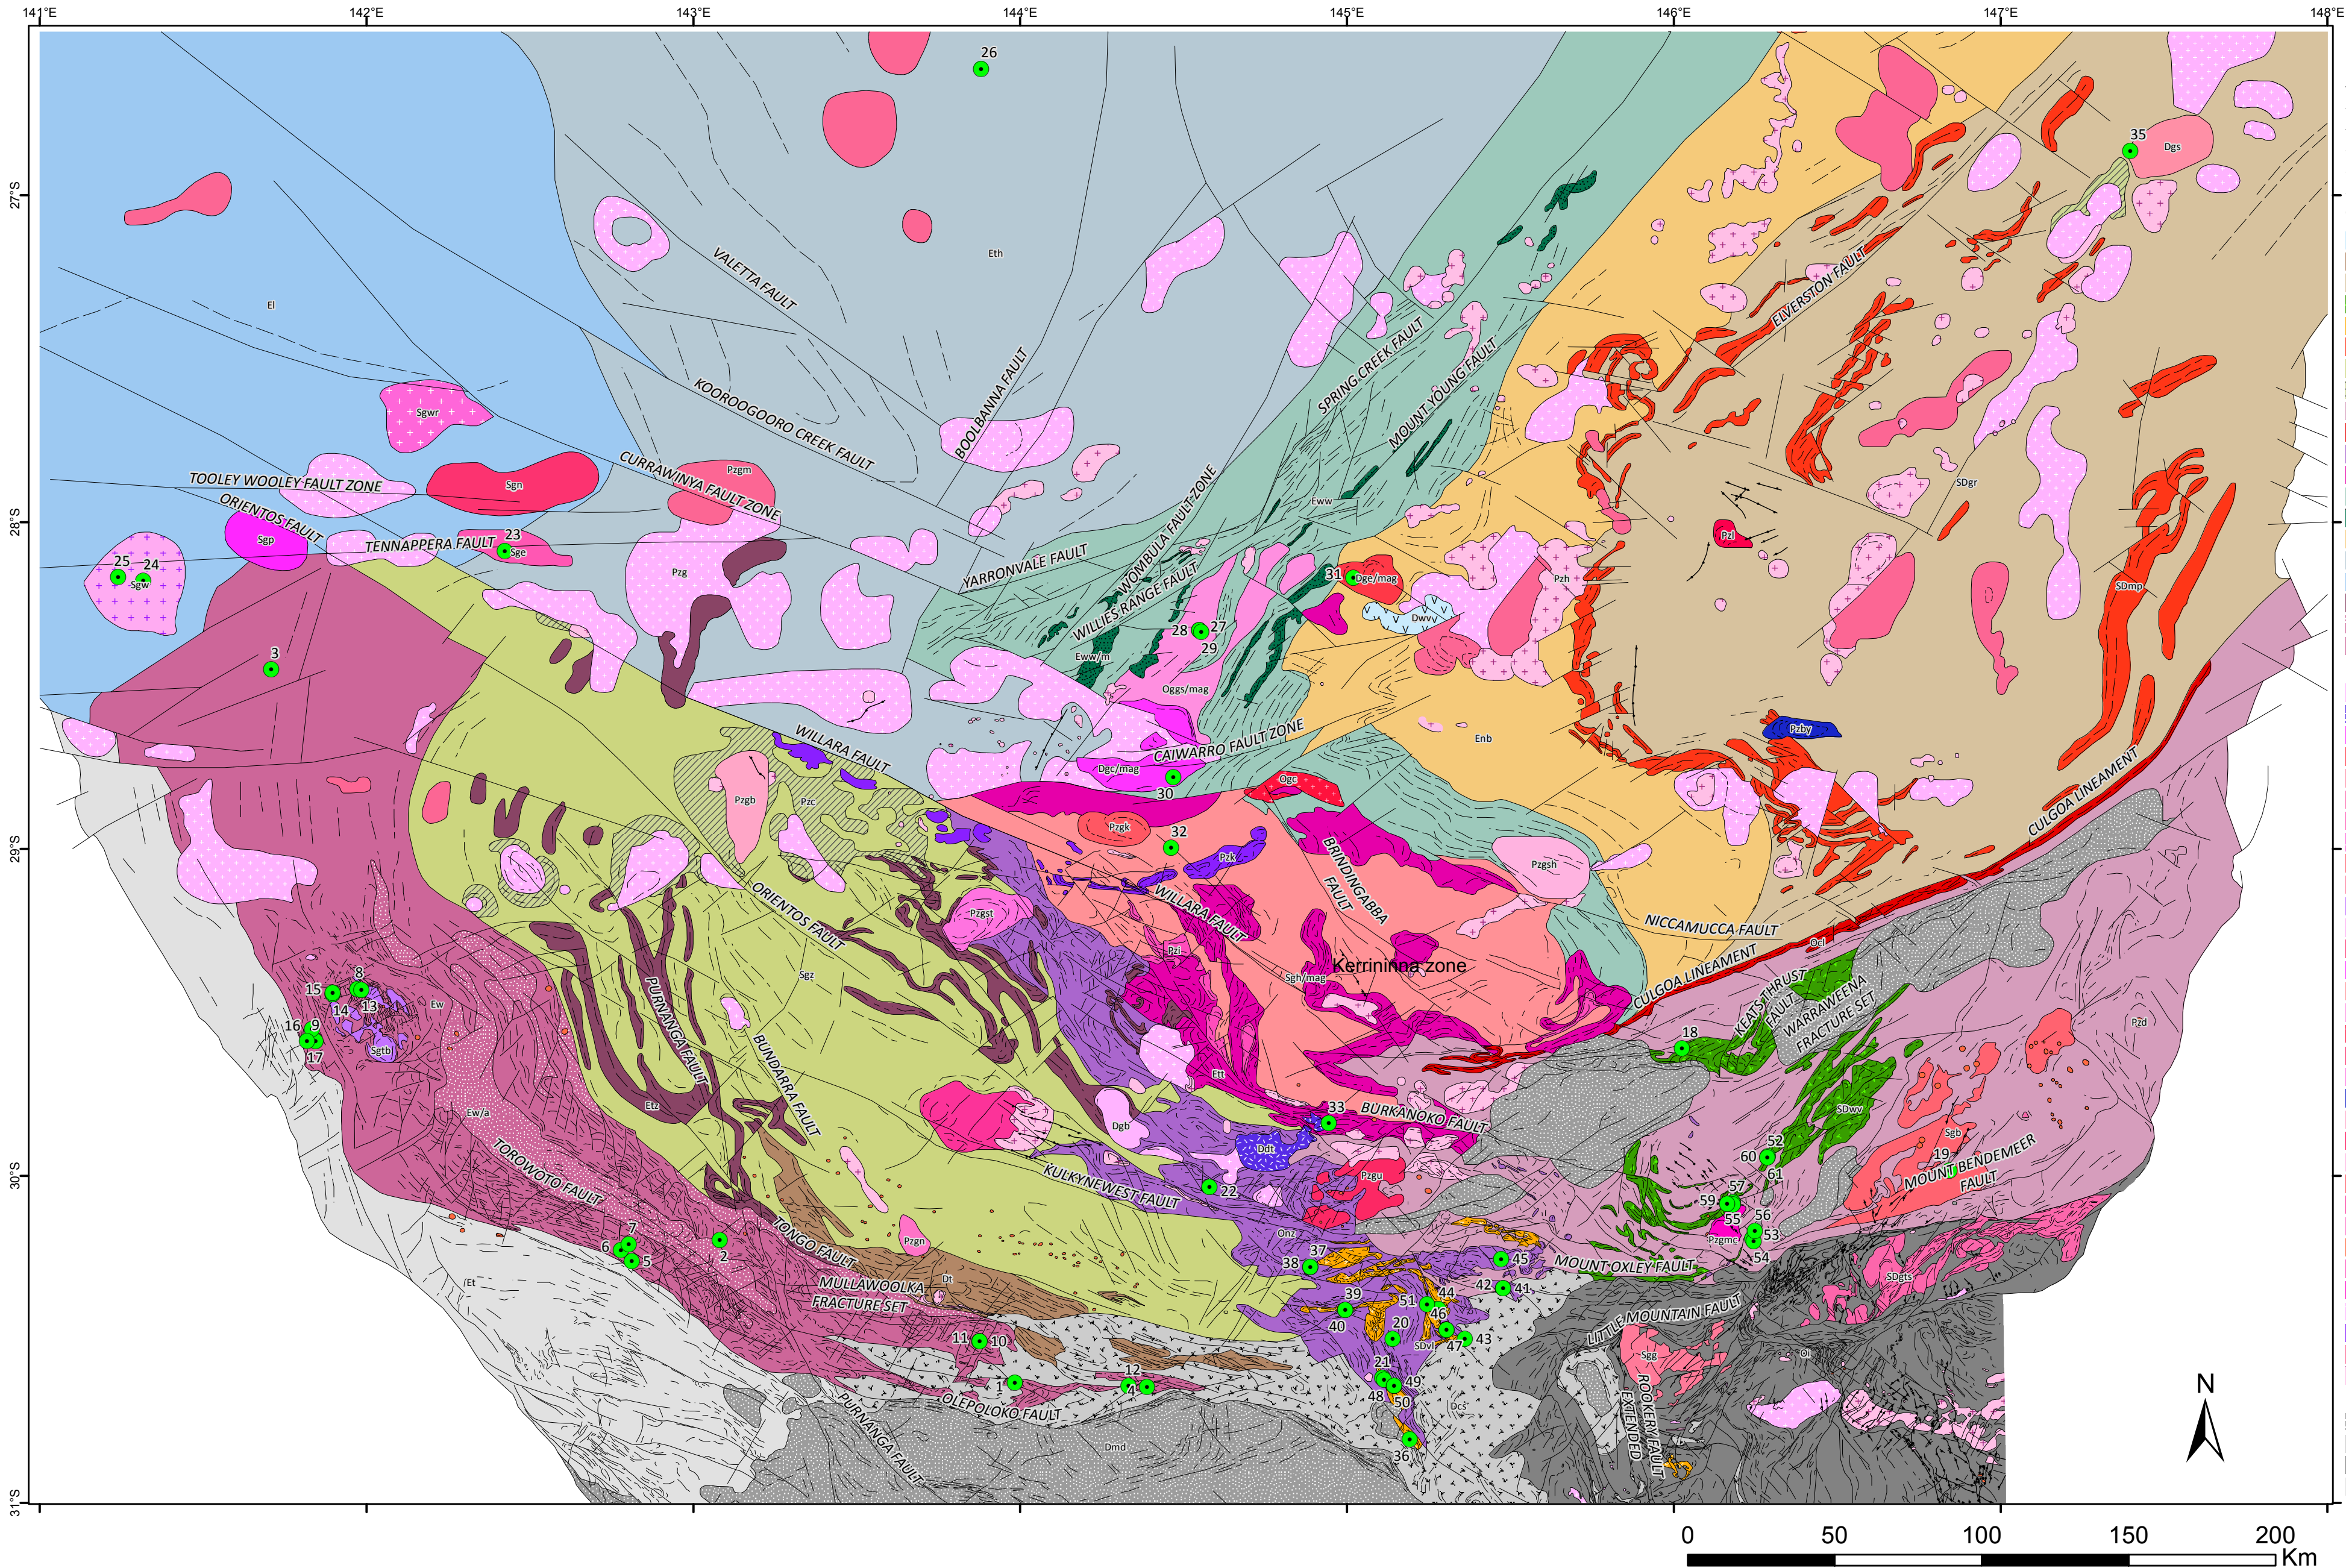 141°E 142°E 143°E 144°E 145°E 146°E 147°E 148°E
26
35
Dgs
27°S
Eth
VALETTA FAULT
ELVERSTON FAULT
El
SPRING CREEK FAULT
MOUNT YOUNG FAULT
BOOLBANNA FAULT
KOOROOGOORO CREEK FAULT
Sgwr
CURRAWINYA FAULT ZONE
Pzgm
TOOLEY WOOLEY FAULT ZONE
Sgn
SDgr
Eww
WOMBULA FAULT ZONE
ORIENTOS FAULT
28°S
Sgp
TENNAPPERA FAULT
23
Sge
Pzl
YARRONVALE FAULT
25 24
Sgw
Pzg
31
Dge/mag
Pzh
SDmp
WILLIES RANGE FAULT
Dwv
28 27
29
3
Eww/m
Oggs/mag
WILLARA FAULT
CAIWARRO FAULT ZONE
Enb
Pzby
Dgc/mag
30
Ogc
CULGOA LINEAMENT
Pzgb
Pzc
Pzgk
32
29°S
Pzk
BRINDINGABBA
FAULT
Pzgsh
ORIENTOS FAULT
WILLARA FAULT
Pzgst
NICCAMUCCA FAULT
Ocl
Pzi
Kerrininna zone
Sgh/mag
Sgz
CULGOA LINEAMENT
KEATS THRUST
FAULT
WARRAWEENA
FRACTURE SET
8
15
14 13
Ew
PURNANGA FAULT
16 9
17
Sgtb
18
Pzd
BUNDARRA FAULT
Ett
Etz
Ew/a
33
BURKANOKO FAULT
SDwv
Dgb
Ddt
Sgb
52
60
61
19
MOUNT BENDEMEER
FAULT
TOROWOTO FAULT
30°S
KULKYNEWEST FAULT
22
Pzgu
57
59
55
56
53
54
Pzgmc
TONGO FAULT
Pzgn
Onz
7
6
5
2
37
38
45
MOUNT OXLEY FAULT
Et
Dt
SDgts
MULLAWOOLKA
FRACTURE SET
42 41
39
40
51 44
46
LITTLE MOUNTAIN FAULT
11 10
20
SDvl
47 43
Sgg
Oi
21
12
1
4
49
48
50
OLEPOLOKO FAULT
Dcs
ROOKERY FAULT
EXTENDED
N
PURNANGA FAULT
Dmd
36
31°S
0 50 100 150 200
Km